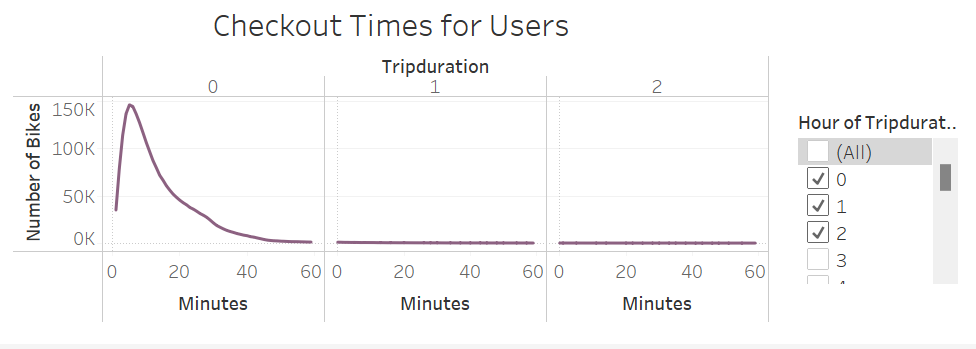 Checkout Times for Users
Tripduration
0 1 2
Number of Bikes
150K
100K
50K
0K
0 20 40 60 0 20 40 60 0 20 40 60
Minutes Minutes Minutes
Hour of Tripdurat..
(All)
0
1
2
3